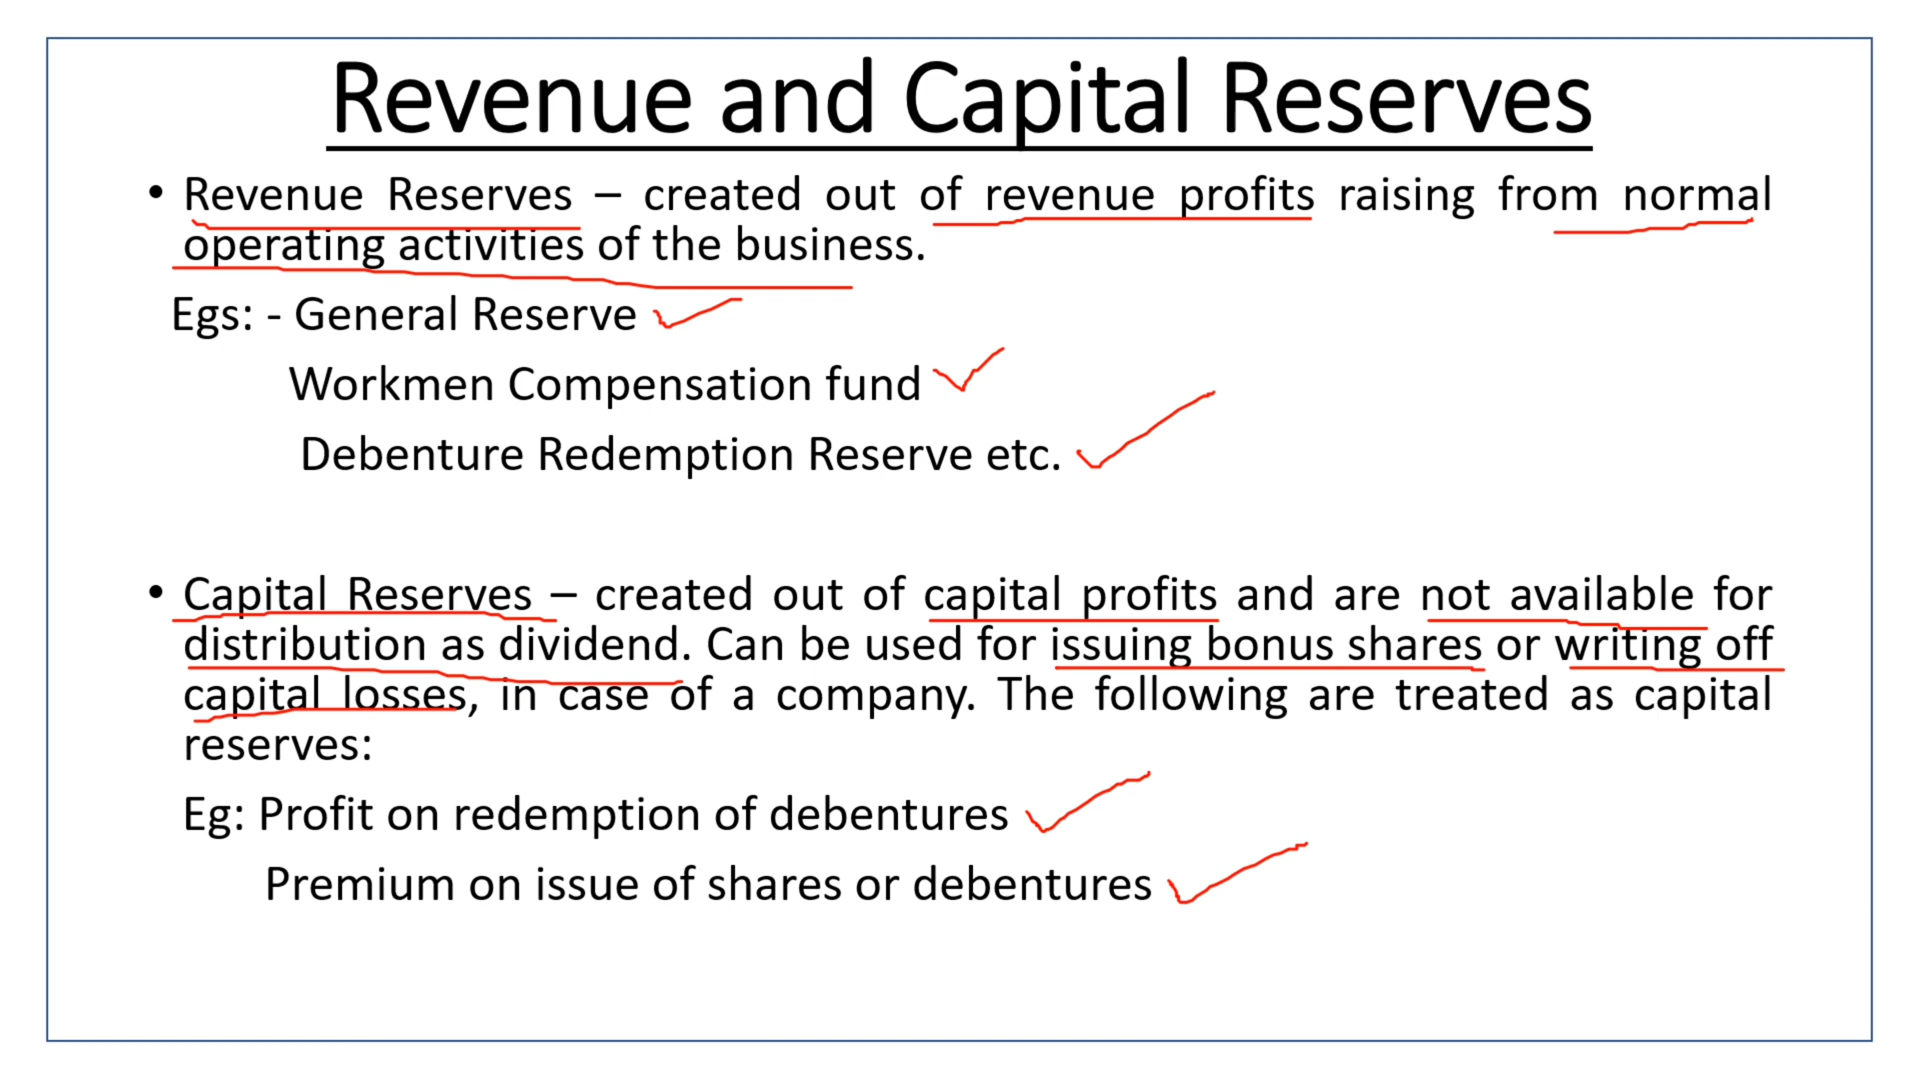 Revenue and Capital Reserves
• Revenue Reserves – created out of revenue profits raising from normal
operating activities of the business.
Egs: - General Reserve
Workmen Compensation fund
Debenture Redemption Reserve etc.
• Capital Reserves – created out of capital profits and are not available for
distribution as dividend. Can be used for issuing bonus shares or writing off
capital losses, in case of a company. The following are treated as capital
reserves:
Eg: Profit on redemption of debentures
Premium on issue of shares or debentures